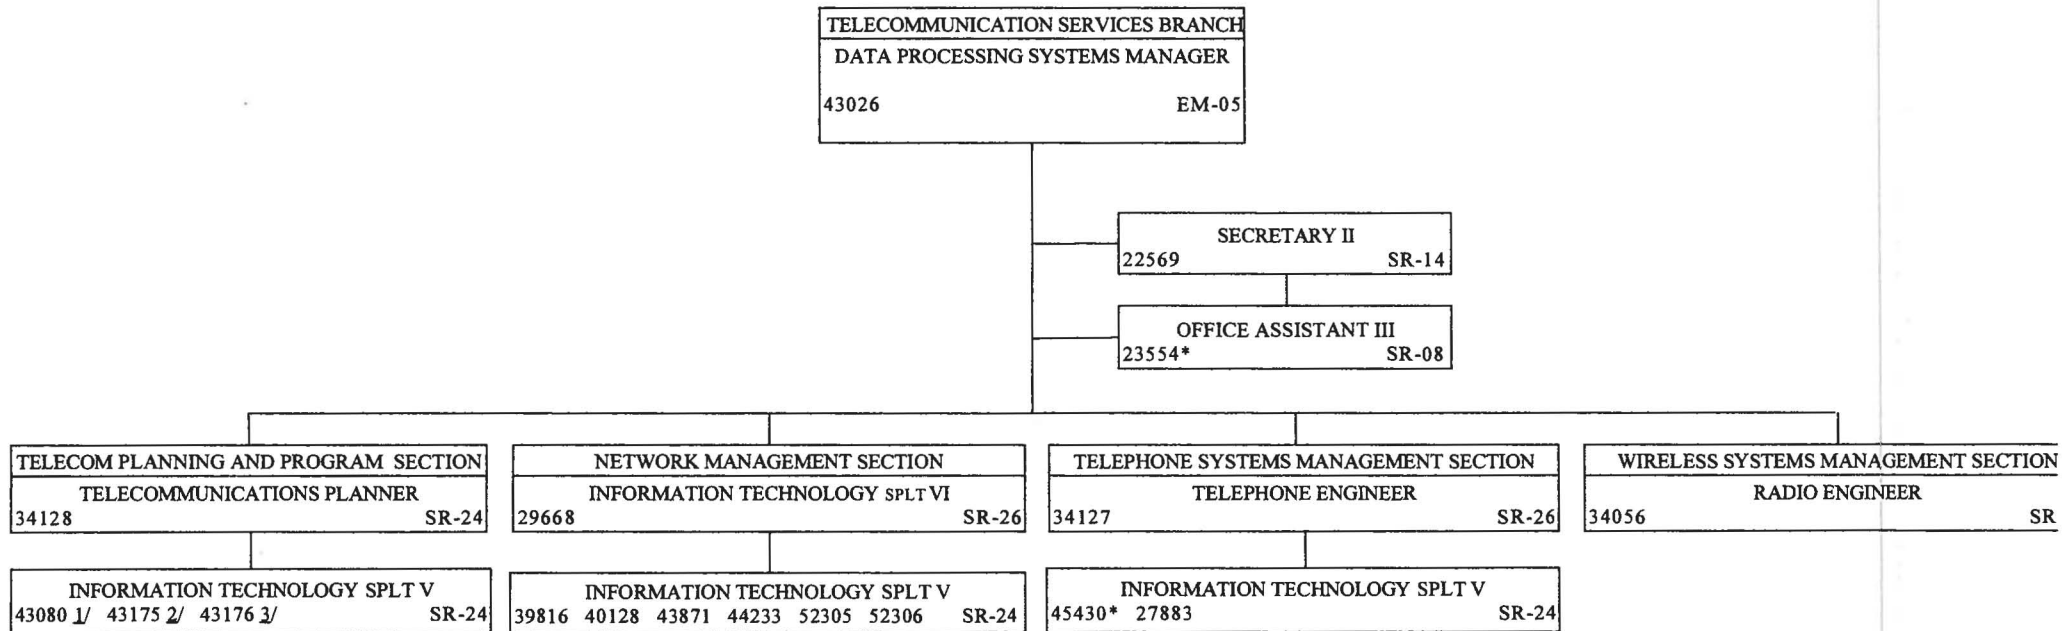 TELECOMMUNICATION SERVICES BRANCH
DATA PROCESSING SYSTEMS MANAGER
43026 EM-05
SECRETARY II
22569 SR-14
OFFICE ASSISTANT III
23554* SR-08
TELECOM PLANNING AND PROGRAM SECTION
TELECOMMUNICATIONS PLANNER
34128 SR-24
INFORMATION TECHNOLOGY SPLT V
43080 1/ 43175 2/ 43176 3/ SR-24
NETWORK MANAGEMENT SECTION
INFORMATION TECHNOLOGY SPLT VI
29668 SR-26
INFORMATION TECHNOLOGY SPLT V
39816 40128 43871 44233 52305 52306 SR-24
TELEPHONE SYSTEMS MANAGEMENT SECTION
TELEPHONE ENGINEER
34127 SR-26
INFORMATION TECHNOLOGY SPLT V
45430* 27883 SR-24
WIRELESS SYSTEMS MANAGEMENT SECTION
RADIO ENGINEER
34056 SR